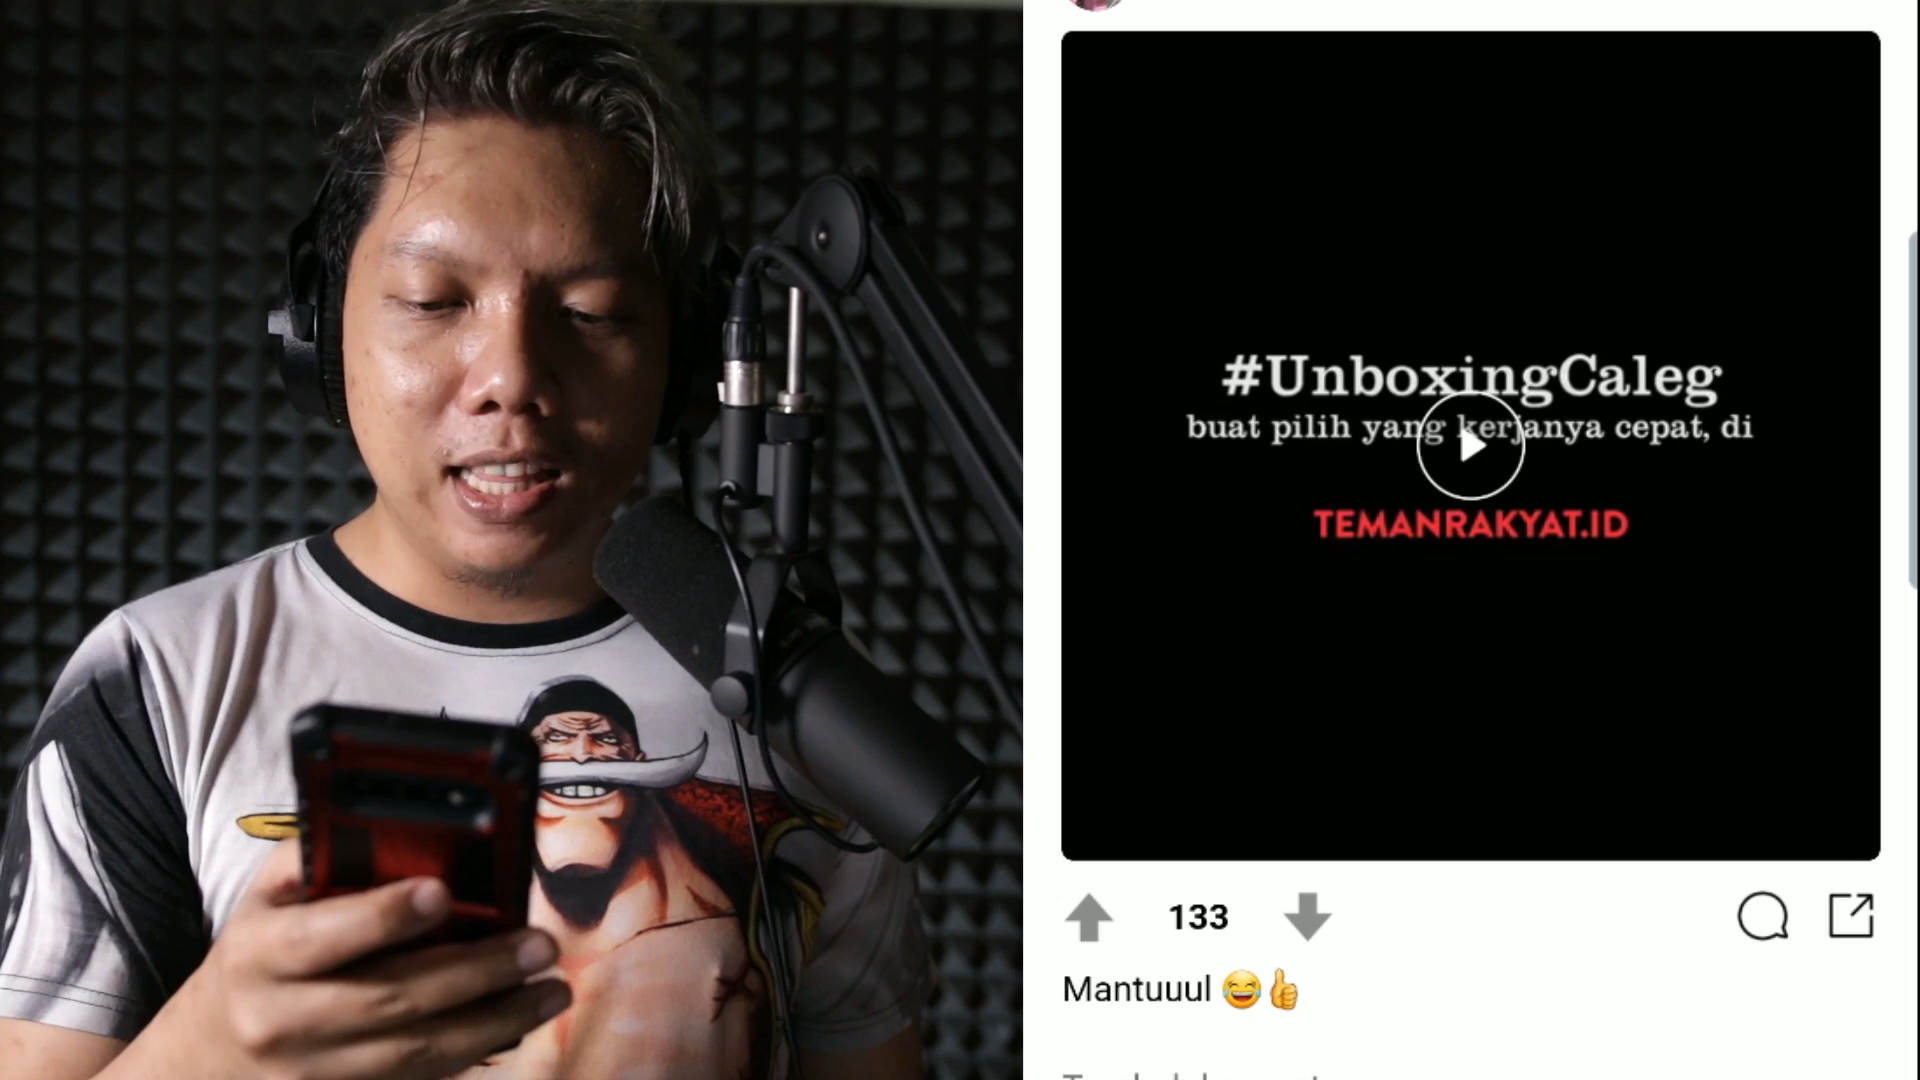 #UnboxingCaleg
buat pilih yang kerjanya cepat, di
TEMANRAKYAT.ID
133
Mantuuul 😂👍